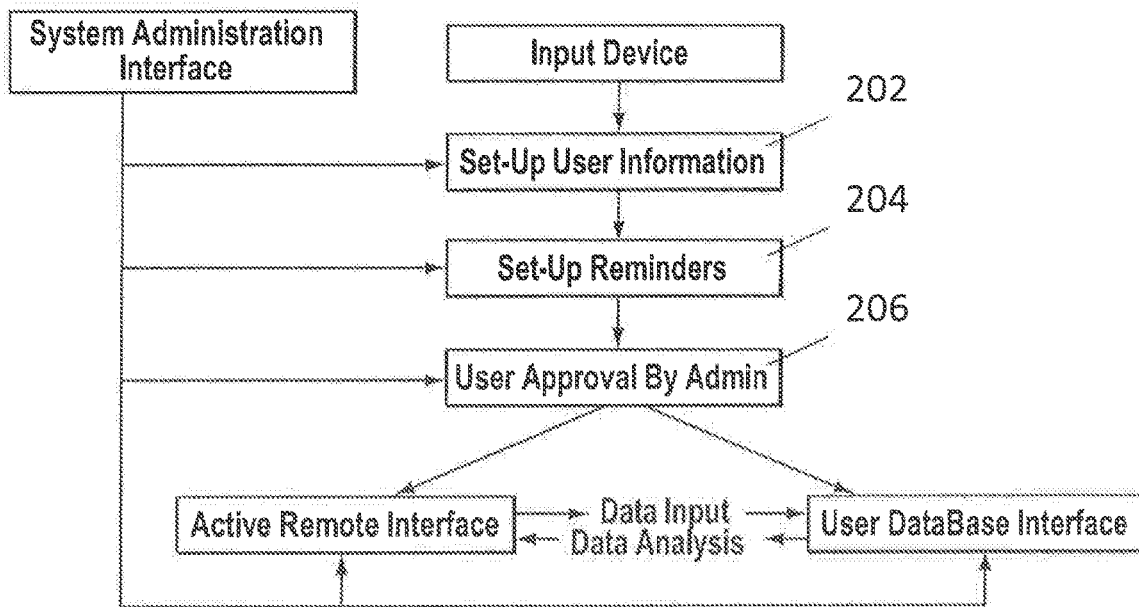 System Administration
Interface
Input Device
202
Set-Up User Information
204
Set-Up Reminders
206
User Approval By Admin
Active Remote Interface
Data Input
Data Analysis
User DataBase Interface